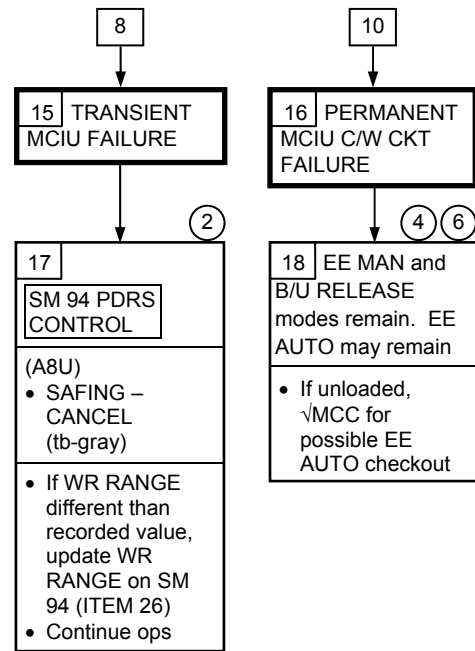 8
15 TRANSIENT
MCIU FAILURE
2
17
SM 94 PDRS
CONTROL
(A8U)
• SAFING –
CANCEL
(tb-gray)
• If WR RANGE
different than
recorded value,
update WR
RANGE on SM
94 (ITEM 26)
• Continue ops
10
16 PERMANENT
MCIU C/W CKT
FAILURE
4 6
18 EE MAN and
B/U RELEASE
modes remain. EE
AUTO may remain
• If unloaded,
√MCC for
possible EE
AUTO checkout